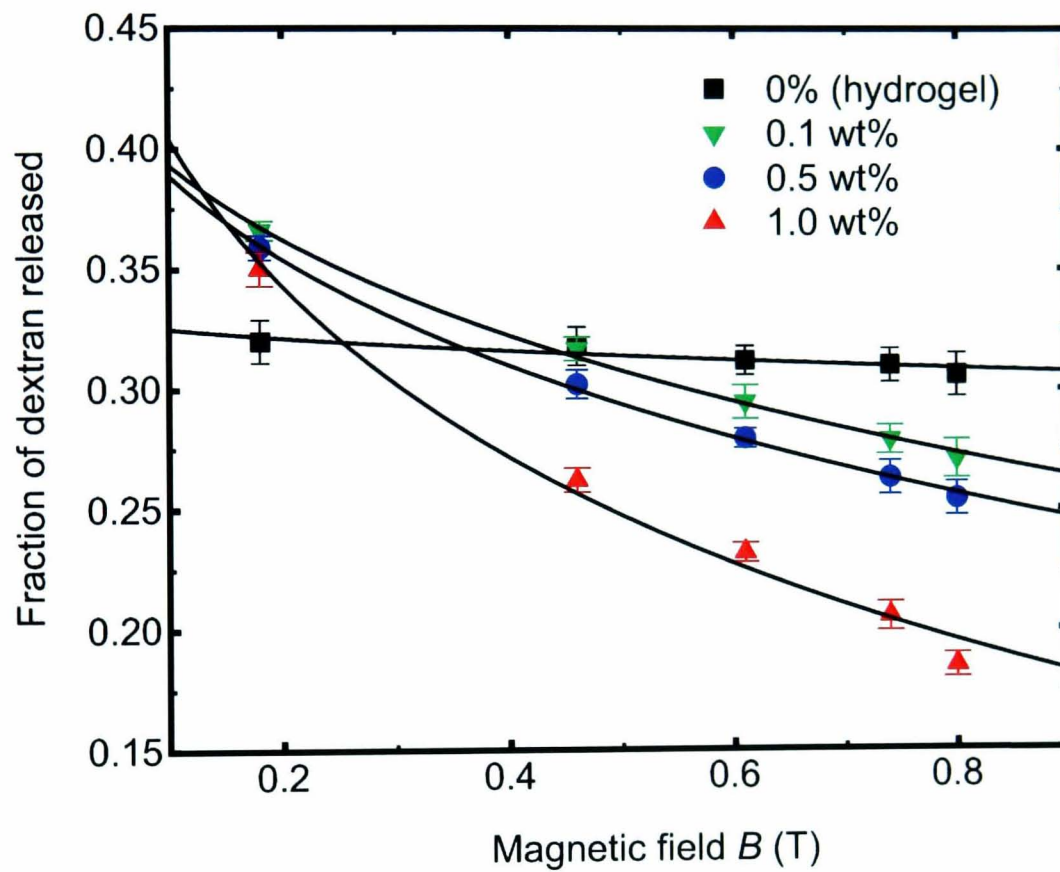 0.45
0.40
0.35
0.30
0.25
0.20
0.15
0.2
0.4
0.6
0.8
Fraction of dextran released
Magnetic field B (T)
0% (hydrogel)
0.1 wt%
0.5 wt%
1.0 wt%